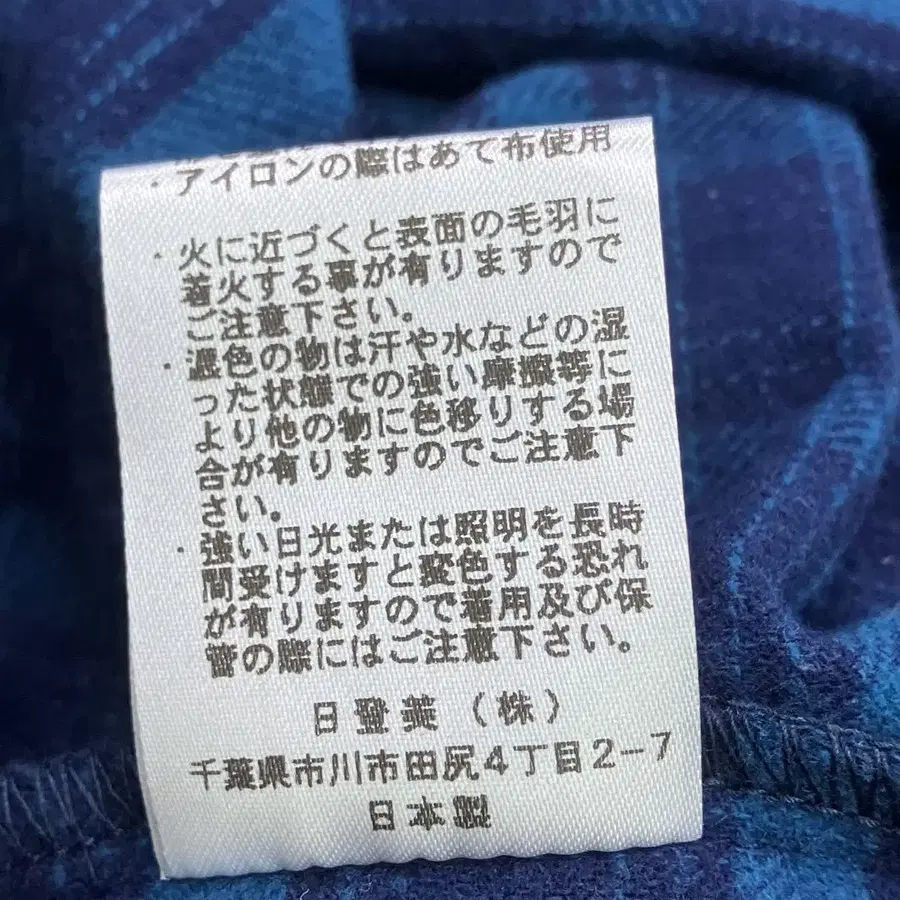 ・アイロンの際はあて布使用
・火に近づくと表面の毛羽に
着火する事が有りますので
ご注意下さい。
・濃色の物は汗や水などの湿
った状態での強い摩擦等に
より他の物に色移りする場
合が有りますのでご注意下
さい。
・強い日光または照明を長時
間受けますと変色する恐れ
が有りますので着用及び保
管の際にはご注意下さい。
日登美（株）
千葉県市川市田尻4丁目2-7
日本製